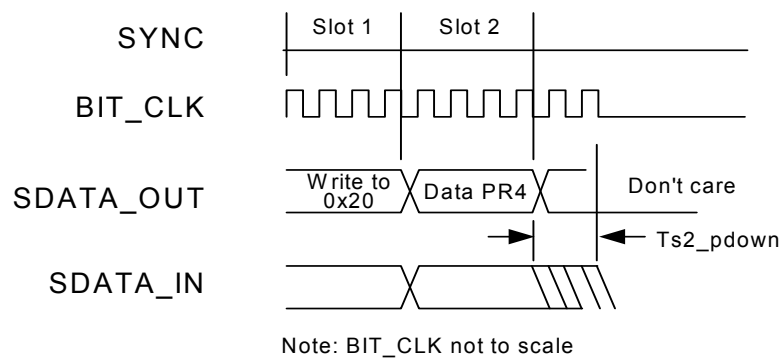 SYNC
Slot 1
Slot 2
BIT_CLK
SDATA_OUT
Write to
0x20
Data PR4
Don't care
Ts2_pdown
SDATA_IN
Note: BIT_CLK not to scale